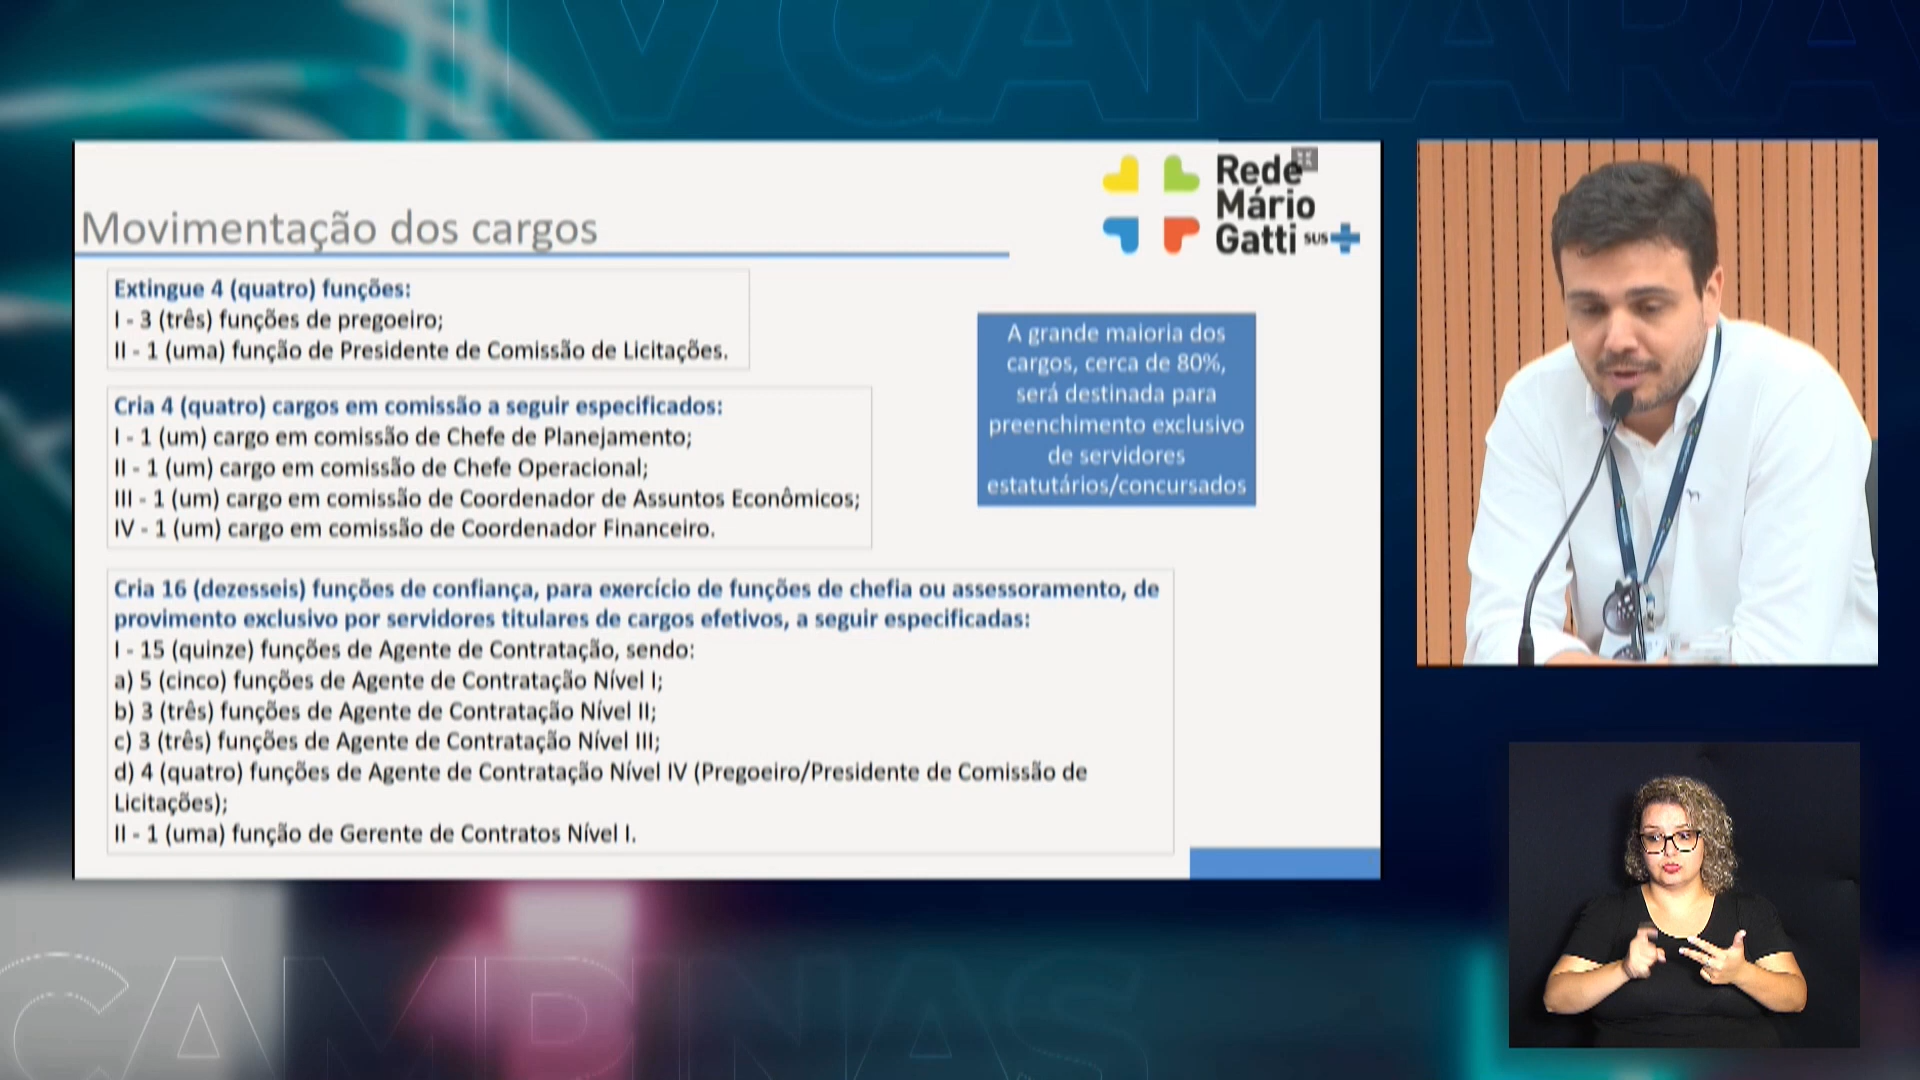 TV CÂMARA
Rede
Mário
Gatti SUS
Movimentação dos cargos
Extingue 4 (quatro) funções:
I - 3 (três) funções de pregoeiro;
II - 1 (uma) função de Presidente de Comissão de Licitações.
A grande maioria dos
cargos, cerca de 80%,
será destinada para
preenchimento exclusivo
de servidores
estatutários/concursados
Cria 4 (quatro) cargos em comissão a seguir especificados:
I - 1 (um) cargo em comissão de Chefe de Planejamento;
II - 1 (um) cargo em comissão de Chefe Operacional;
III - 1 (um) cargo em comissão de Coordenador de Assuntos Econômicos;
IV - 1 (um) cargo em comissão de Coordenador Financeiro.
Cria 16 (dezesseis) funções de confiança, para exercício de funções de chefia ou assessoramento, de
provimento exclusivo por servidores titulares de cargos efetivos, a seguir especificadas:
I - 15 (quinze) funções de Agente de Contratação, sendo:
a) 5 (cinco) funções de Agente de Contratação Nível I;
b) 3 (três) funções de Agente de Contratação Nível II;
c) 3 (três) funções de Agente de Contratação Nível III;
d) 4 (quatro) funções de Agente de Contratação Nível IV (Pregoeiro/Presidente de Comissão de
Licitações);
II - 1 (uma) função de Gerente de Contratos Nível I.
CAMPINAS